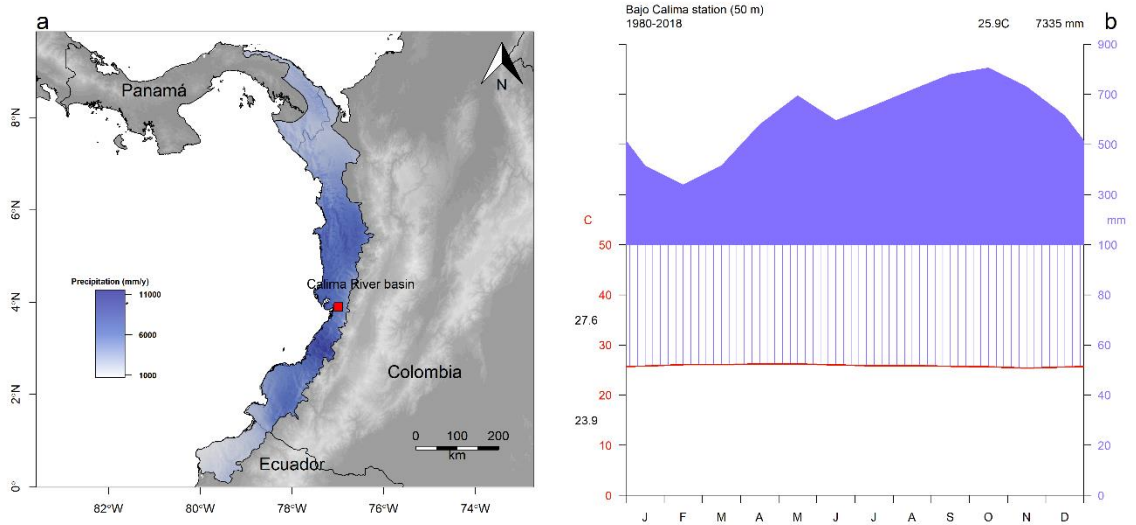 a
Panamá
N
8°N
6°N
4°N
2°N
0°
Precipitation (mm/y)
11000
6000
1000
Calima River basin
Colombia
Ecuador
0 100 200
km
82°W 80°W 78°W 76°W 74°W
Bajo Calima station (50 m)
1980-2018 25.9C 7335 mm
b
C
50
40
30
20
10
0
27.6
23.9
900
700
500
300
mm
100
80
60
40
20
0
J F M A M J J A S O N D